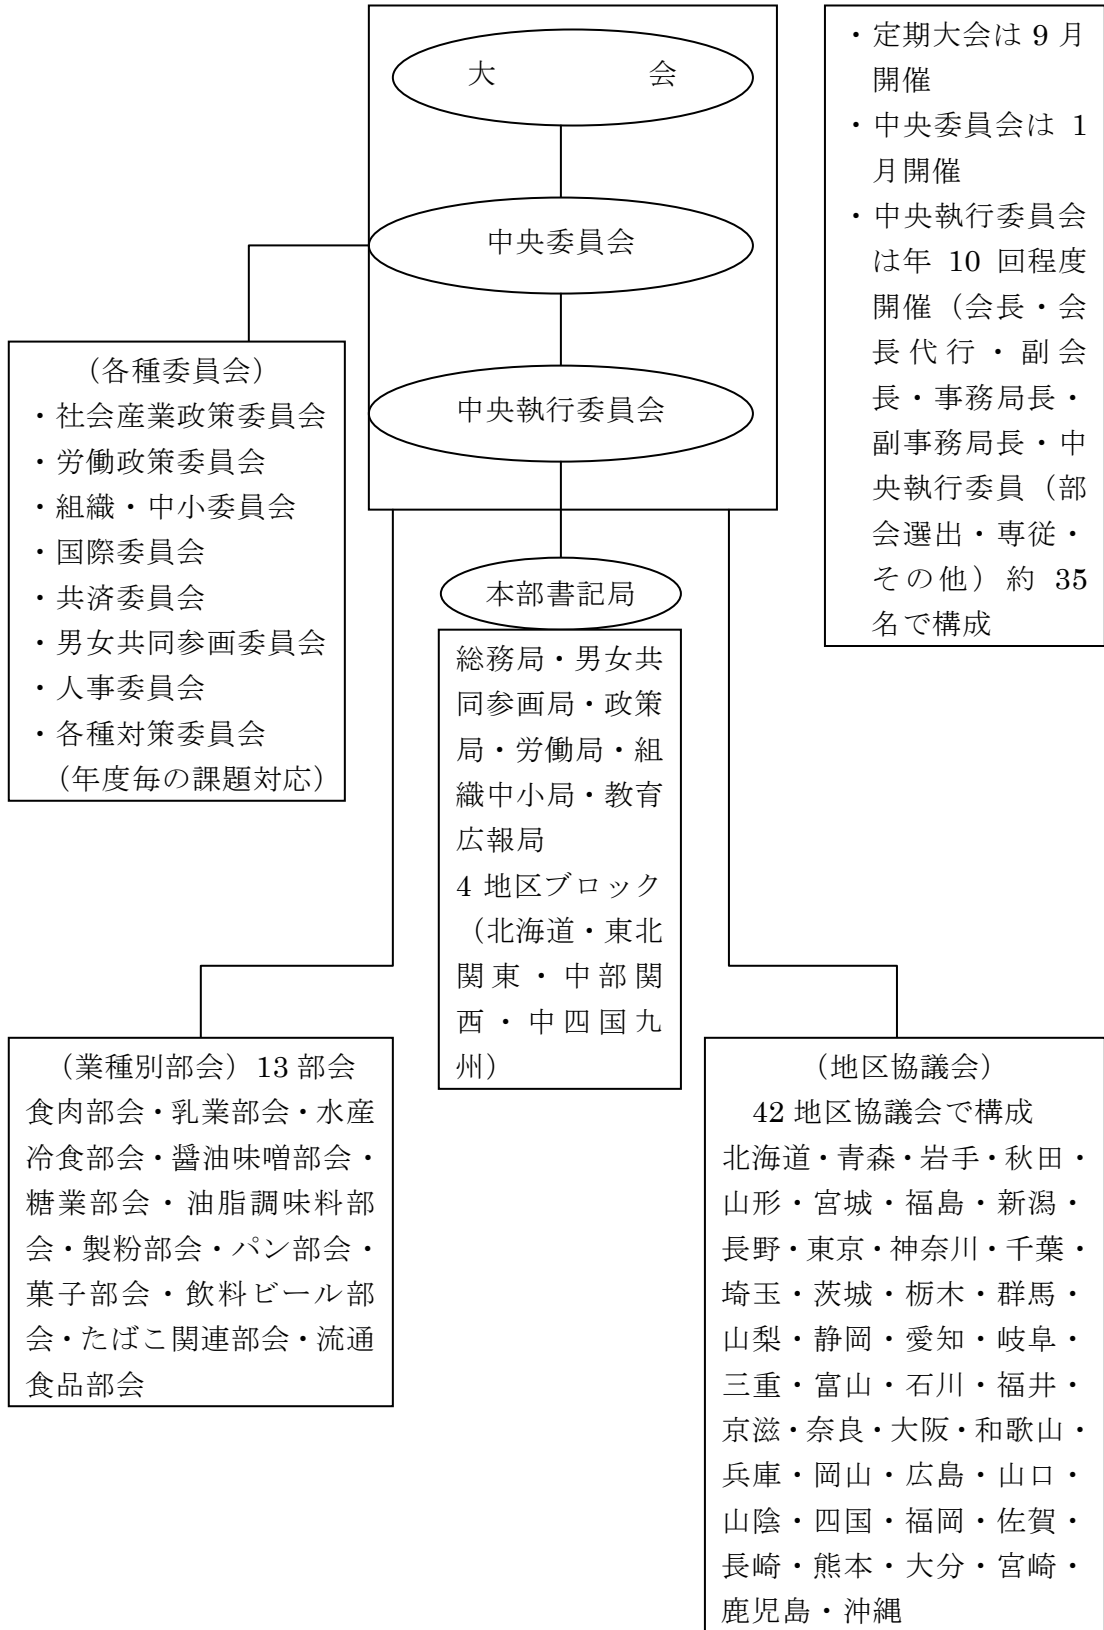 大　　　　　会
中央委員会
中央執行委員会
本部書記局
総務局・男女共
同参画局・政策
局・労働局・組
織中小局・教育
広報局
4 地区ブロック
（北海道・東北
関東・中部関
西・中四国九
州）
・定期大会は 9 月
開催
・中央委員会は 1
月開催
・中央執行委員会
は年 10 回程度
開催（会長・会
長代行・副会
長・事務局長・
副事務局長・中
央執行委員（部
会選出・専従・
その他）約 35
名で構成
（各種委員会）
・社会産業政策委員会
・労働政策委員会
・組織・中小委員会
・国際委員会
・共済委員会
・男女共同参画委員会
・人事委員会
・各種対策委員会
（年度毎の課題対応）
（業種別部会）13 部会
食肉部会・乳業部会・水産
冷食部会・醤油味噌部会・
糖業部会・油脂調味料部
会・製粉部会・パン部会・
菓子部会・飲料ビール部
会・たばこ関連部会・流通
食品部会
（地区協議会）
42 地区協議会で構成
北海道・青森・岩手・秋田・
山形・宮城・福島・新潟・
長野・東京・神奈川・千葉・
埼玉・茨城・栃木・群馬・
山梨・静岡・愛知・岐阜・
三重・富山・石川・福井・
京滋・奈良・大阪・和歌山・
兵庫・岡山・広島・山口・
山陰・四国・福岡・佐賀・
長崎・熊本・大分・宮崎・
鹿児島・沖縄